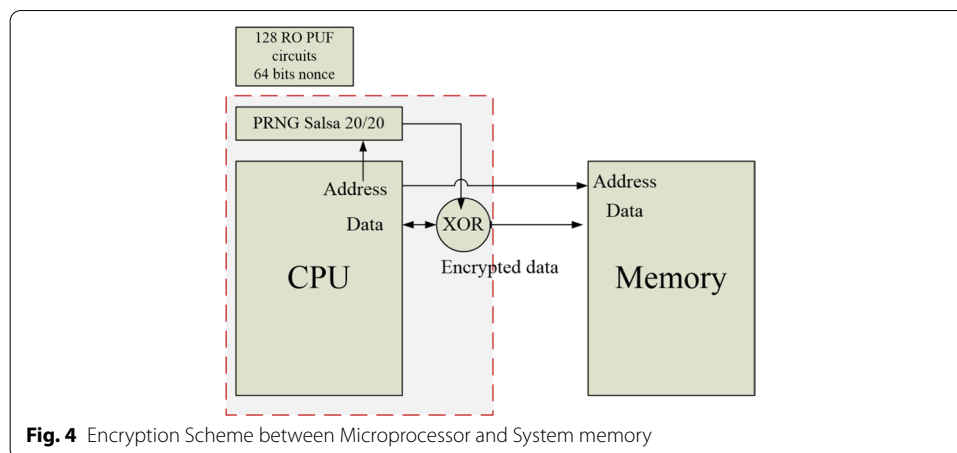 128 RO PUF
circuits
64 bits nonce
PRNG Salsa 20/20
Address
Data
CPU
XOR
Encrypted data
Address
Data
Memory
Fig. 4 Encryption Scheme between Microprocessor and System memory